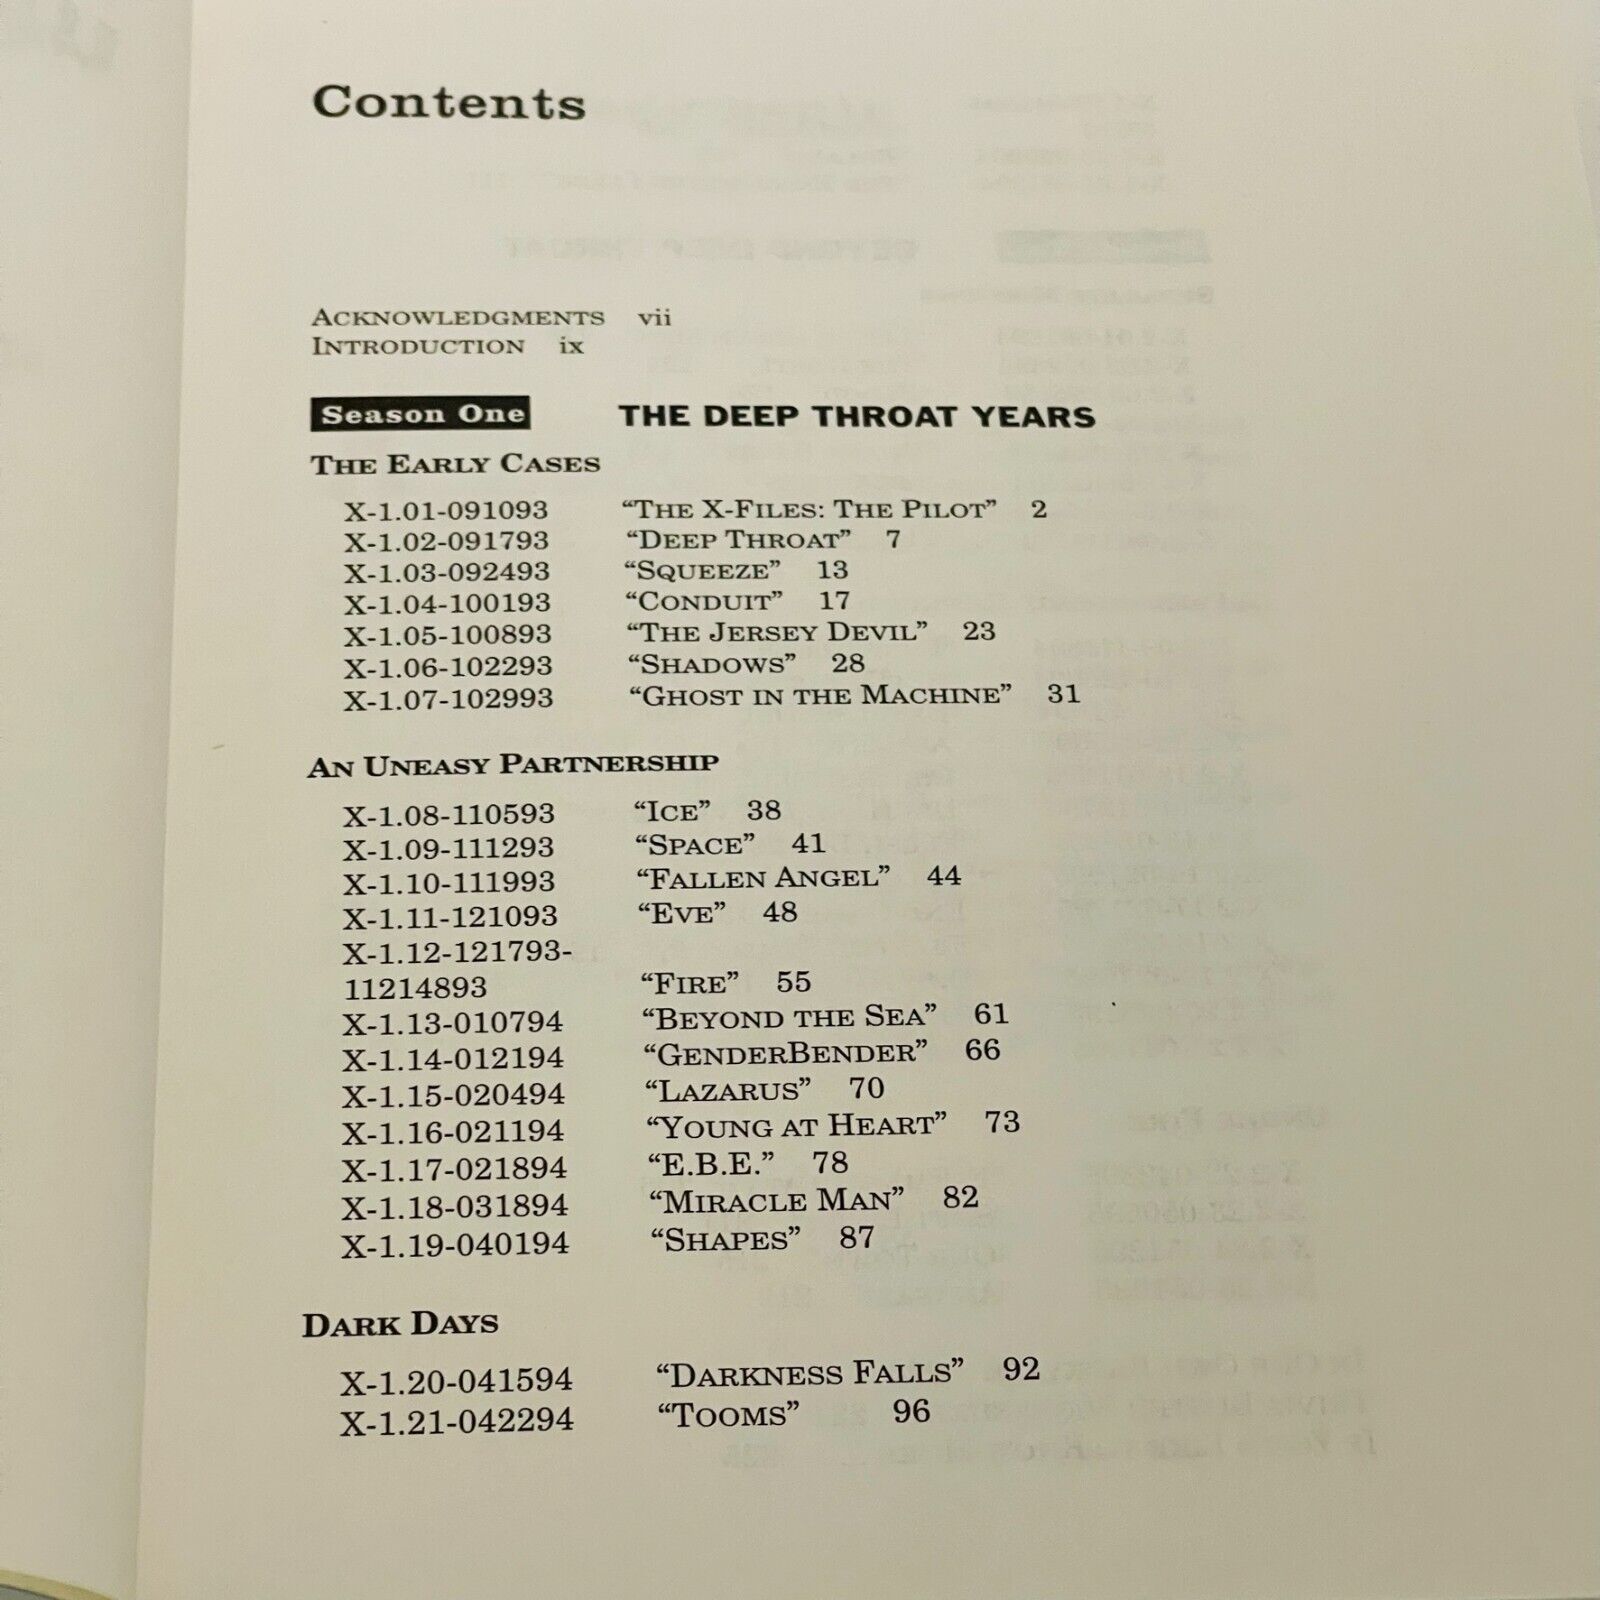 Contents
ACKNOWLEDGMENTS vii
INTRODUCTION ix
Season One THE DEEP THROAT YEARS
THE EARLY CASES
X-1.01-091093 “THE X-FILES: THE PILOT” 2
X-1.02-091793 “DEEP THROAT” 7
X-1.03-092493 “SQUEEZE” 13
X-1.04-100193 “CONDUIT” 17
X-1.05-100893 “THE JERSEY DEVIL” 23
X-1.06-102293 “SHADOWS” 28
X-1.07-102993 “GHOST IN THE MACHINE” 31
AN UNEASY PARTNERSHIP
X-1.08-110593 “ICE” 38
X-1.09-111293 “SPACE” 41
X-1.10-111993 “FALLEN ANGEL” 44
X-1.11-121093 “EVE” 48
X-1.12-121793-
11214893 “FIRE” 55
X-1.13-010794 “BEYOND THE SEA” 61
X-1.14-012194 “GENDERBENDER” 66
X-1.15-020494 “LAZARUS” 70
X-1.16-021194 “YOUNG AT HEART” 73
X-1.17-021894 “E.B.E.” 78
X-1.18-031894 “MIRACLE MAN” 82
X-1.19-040194 “SHAPES” 87
DARK DAYS
X-1.20-041594 “DARKNESS FALLS” 92
X-1.21-042294 “TOOMS” 96